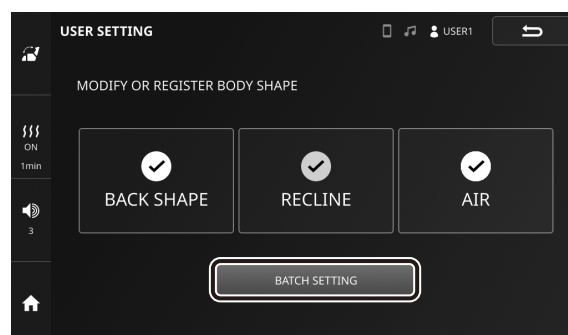 USER SETTING
USER1
MODIFY OR REGISTER BODY SHAPE
ON
1min
3
BACK SHAPE
RECLINE
AIR
BATCH SETTING